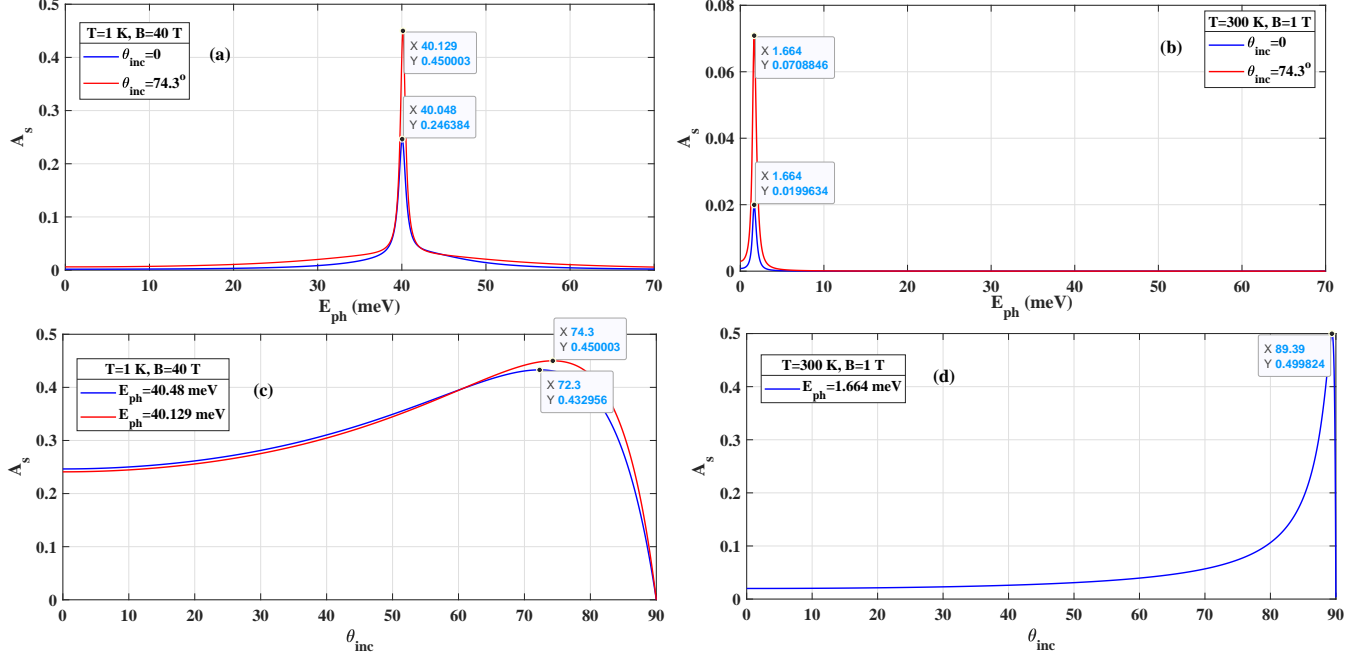 T=1 K, B=40 T
θinc=0
θinc=74.3o
(a)
X 40.129
Y 0.450003
X 40.048
Y 0.246384
As
0.5
0.4
0.3
0.2
0.1
0
0 10 20 30 40 50 60 70
Eph (meV)
T=300 K, B=1 T
θinc=0
θinc=74.3o
(b)
X 1.664
Y 0.0708846
X 1.664
Y 0.0199634
As
0.08
0.06
0.04
0.02
0
0 10 20 30 40 50 60 70
Eph (meV)
T=1 K, B=40 T
Eph=40.48 meV
Eph=40.129 meV
(c)
X 74.3
Y 0.450003
X 72.3
Y 0.432956
As
0.5
0.4
0.3
0.2
0.1
0
0 10 20 30 40 50 60 70 80 90
θinc
T=300 K, B=1 T
Eph=1.664 meV
(d)
X 89.39
Y 0.499824
As
0.5
0.4
0.3
0.2
0.1
0
0 10 20 30 40 50 60 70 80 90
θinc